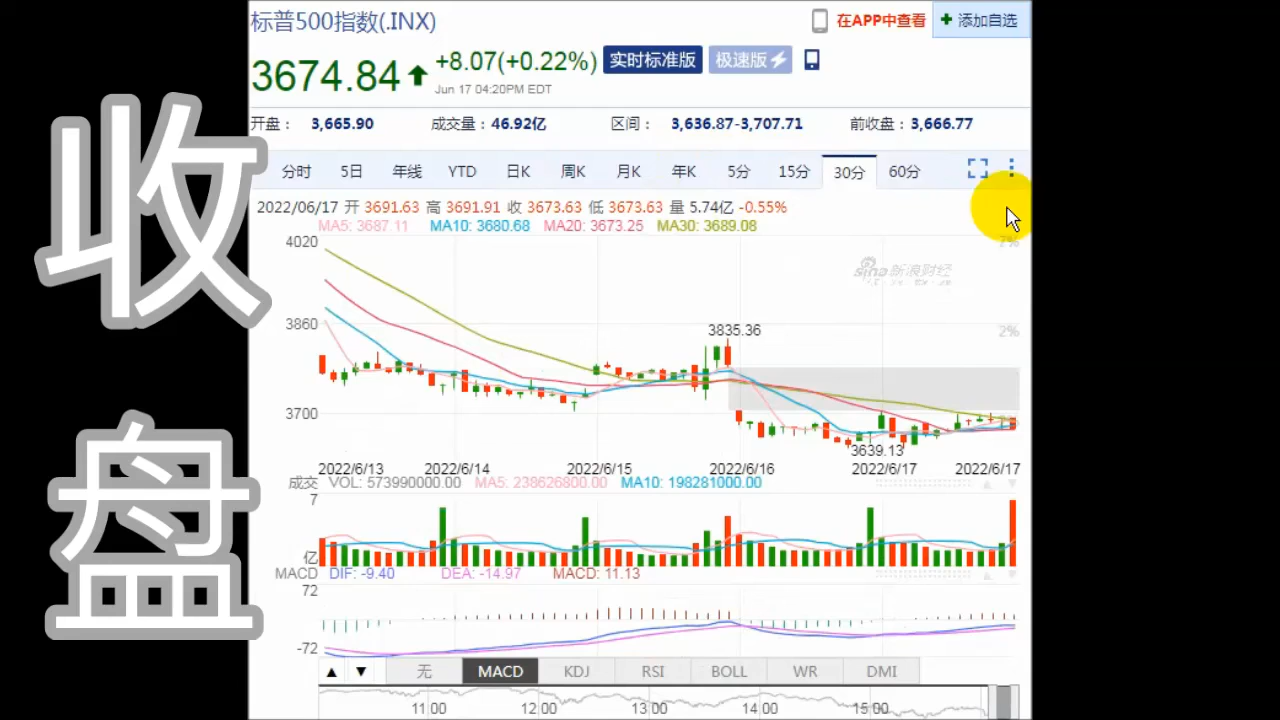 标普500指数(.INX)
在APP中查看
添加自选
3674.84
+8.07(+0.22%)
实时标准版
极速版
Jun 17 04:20PM EDT
开盘： 3,665.90 成交量：46.92亿 区间： 3,636.87-3,707.71 前收盘：3,666.77
分时 5日 年线 YTD 日K 周K 月K 年K 5分 15分 30分 60分
2022/06/17 开 3691.63 高 3691.91 收 3673.63 低 3673.63 量 5.74亿 -0.55%
MA5: 3687.11 MA10: 3680.68 MA20: 3673.25 MA30: 3689.08
4020
7%
sina新浪财经
3860
2%
3835.36
3700
3639.13
2022/6/13 2022/6/14 2022/6/15 2022/6/16 2022/6/17 2022/6/17
成交 VOL: 573990000.00 MA5: 238626800.00 MA10: 198281000.00
7
亿
MACD DIF: -9.40 DEA: -14.97 MACD: 11.13
72
-72
▲ ▼ 无 MACD KDJ RSI BOLL WR DMI
11:00 12:00 13:00 14:00 15:00
收
盘